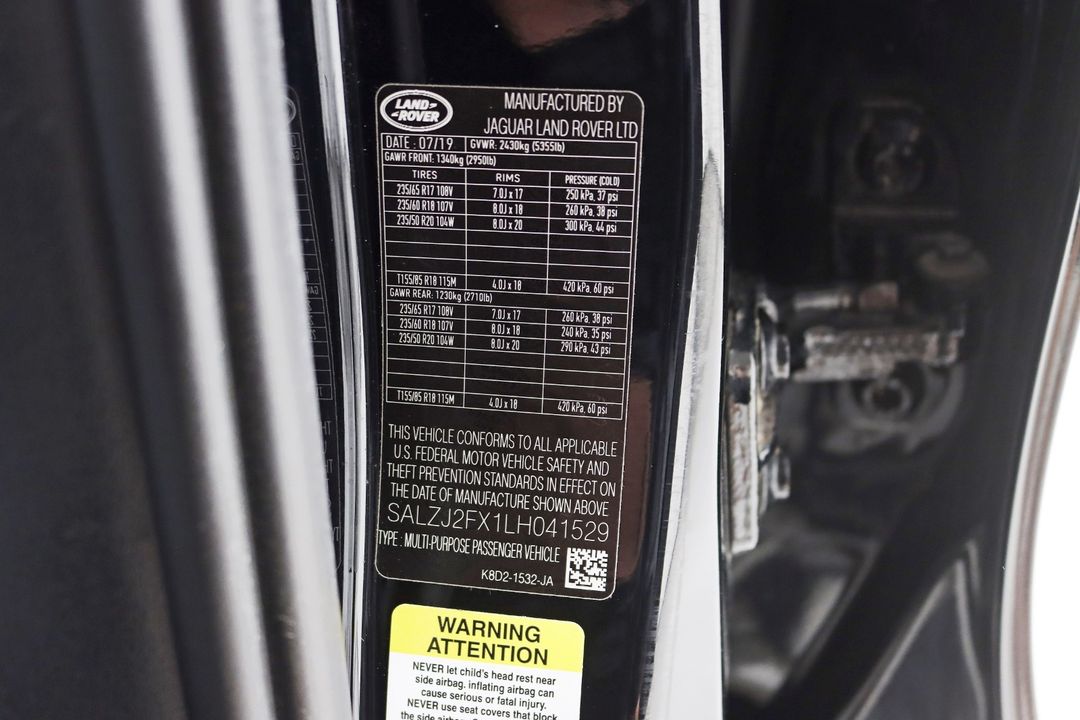 LAND ROVER
MANUFACTURED BY
JAGUAR LAND ROVER LTD
DATE : 07/19 GVWR: 2430kg (5355lb)
GAWR FRONT: 1340kg (2950lb)
TIRES RIMS PRESSURE (COLD)
235/65 R17 108V 7.0J x 17 250 kPa, 37 psi
235/60 R18 107V 8.0J x 18 260 kPa, 38 psi
235/50 R20 104W 8.0J x 20 300 kPa, 44 psi
T155/85 R18 115M 4.0J x 18 420 kPa, 60 psi
GAWR REAR: 1230kg (2710lb)
235/65 R17 108V 7.0J x 17 260 kPa, 38 psi
235/60 R18 107V 8.0J x 18 240 kPa, 35 psi
235/50 R20 104W 8.0J x 20 290 kPa, 43 psi
T155/85 R18 115M 4.0J x 18 420 kPa, 60 psi
THIS VEHICLE CONFORMS TO ALL APPLICABLE
U.S. FEDERAL MOTOR VEHICLE SAFETY AND
THEFT PREVENTION STANDARDS IN EFFECT ON
THE DATE OF MANUFACTURE SHOWN ABOVE
SALZJ2FX1LH041529
TYPE : MULTI-PURPOSE PASSENGER VEHICLE
K8D2-1532-JA
WARNING
ATTENTION
NEVER let child's head rest near
side airbag. inflating airbag can
cause serious or fatal injury.
NEVER use seat covers that block
the side